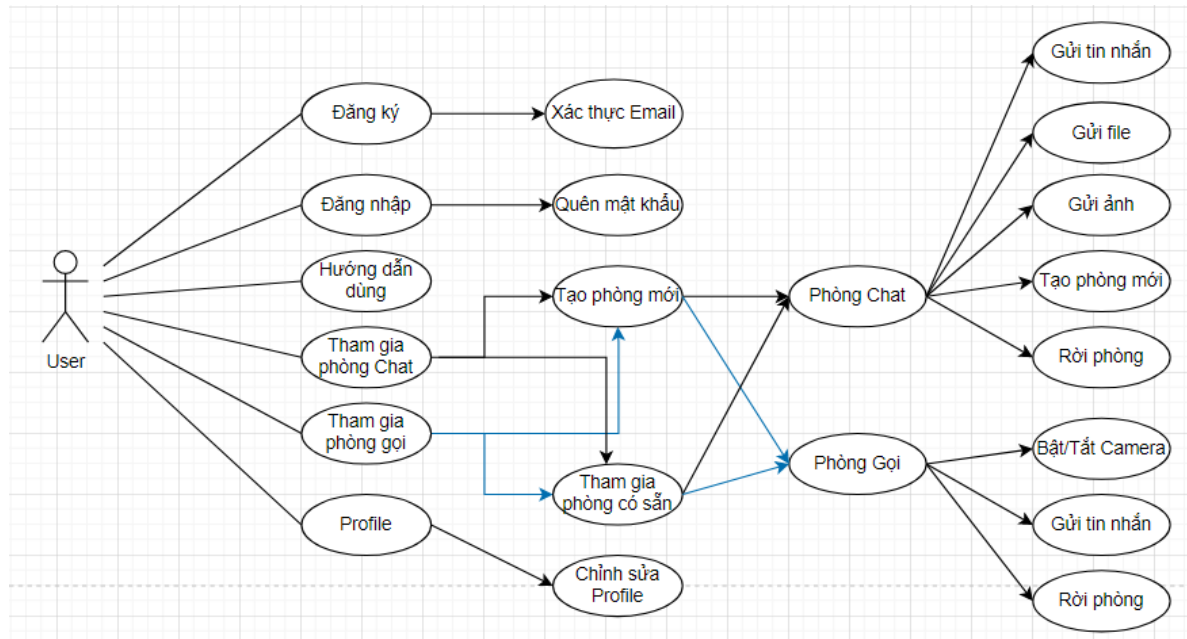 Gửi tin nhắn
Đăng ký
Xác thực Email
Gửi file
Đăng nhập
Quên mật khẩu
Gửi ảnh
Hướng dẫn
dùng
Tạo phòng mới
Phòng Chat
Tạo phòng mới
User
Tham gia
phòng Chat
Rời phòng
Tham gia
phòng gọi
Phòng Gọi
Bật/Tắt Camera
Tham gia
phòng có sẵn
Profile
Gửi tin nhắn
Chỉnh sửa
Profile
Rời phòng